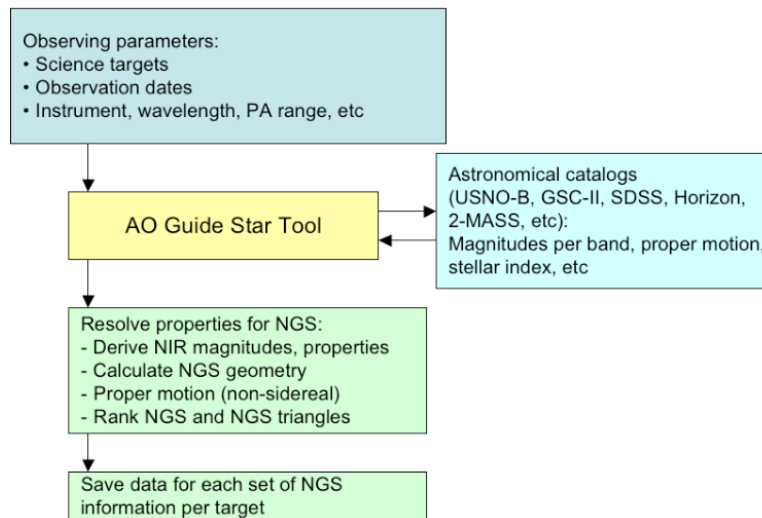 Observing parameters:
• Science targets
• Observation dates
• Instrument, wavelength, PA range, etc
AO Guide Star Tool
Astronomical catalogs
(USNO-B, GSC-II, SDSS, Horizon,
2-MASS, etc):
Magnitudes per band, proper motion,
stellar index, etc
Resolve properties for NGS:
- Derive NIR magnitudes, properties
- Calculate NGS geometry
- Proper motion (non-sidereal)
- Rank NGS and NGS triangles
Save data for each set of NGS
information per target